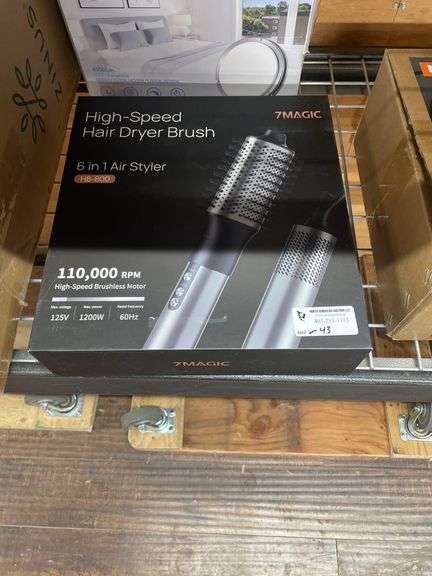 High-Speed
Hair Dryer Brush
7MAGIC
6 in 1 Air Styler
HB-800
110,000 RPM
High-Speed Brushless Motor
125V
1200W
60Hz
43
7MAGIC